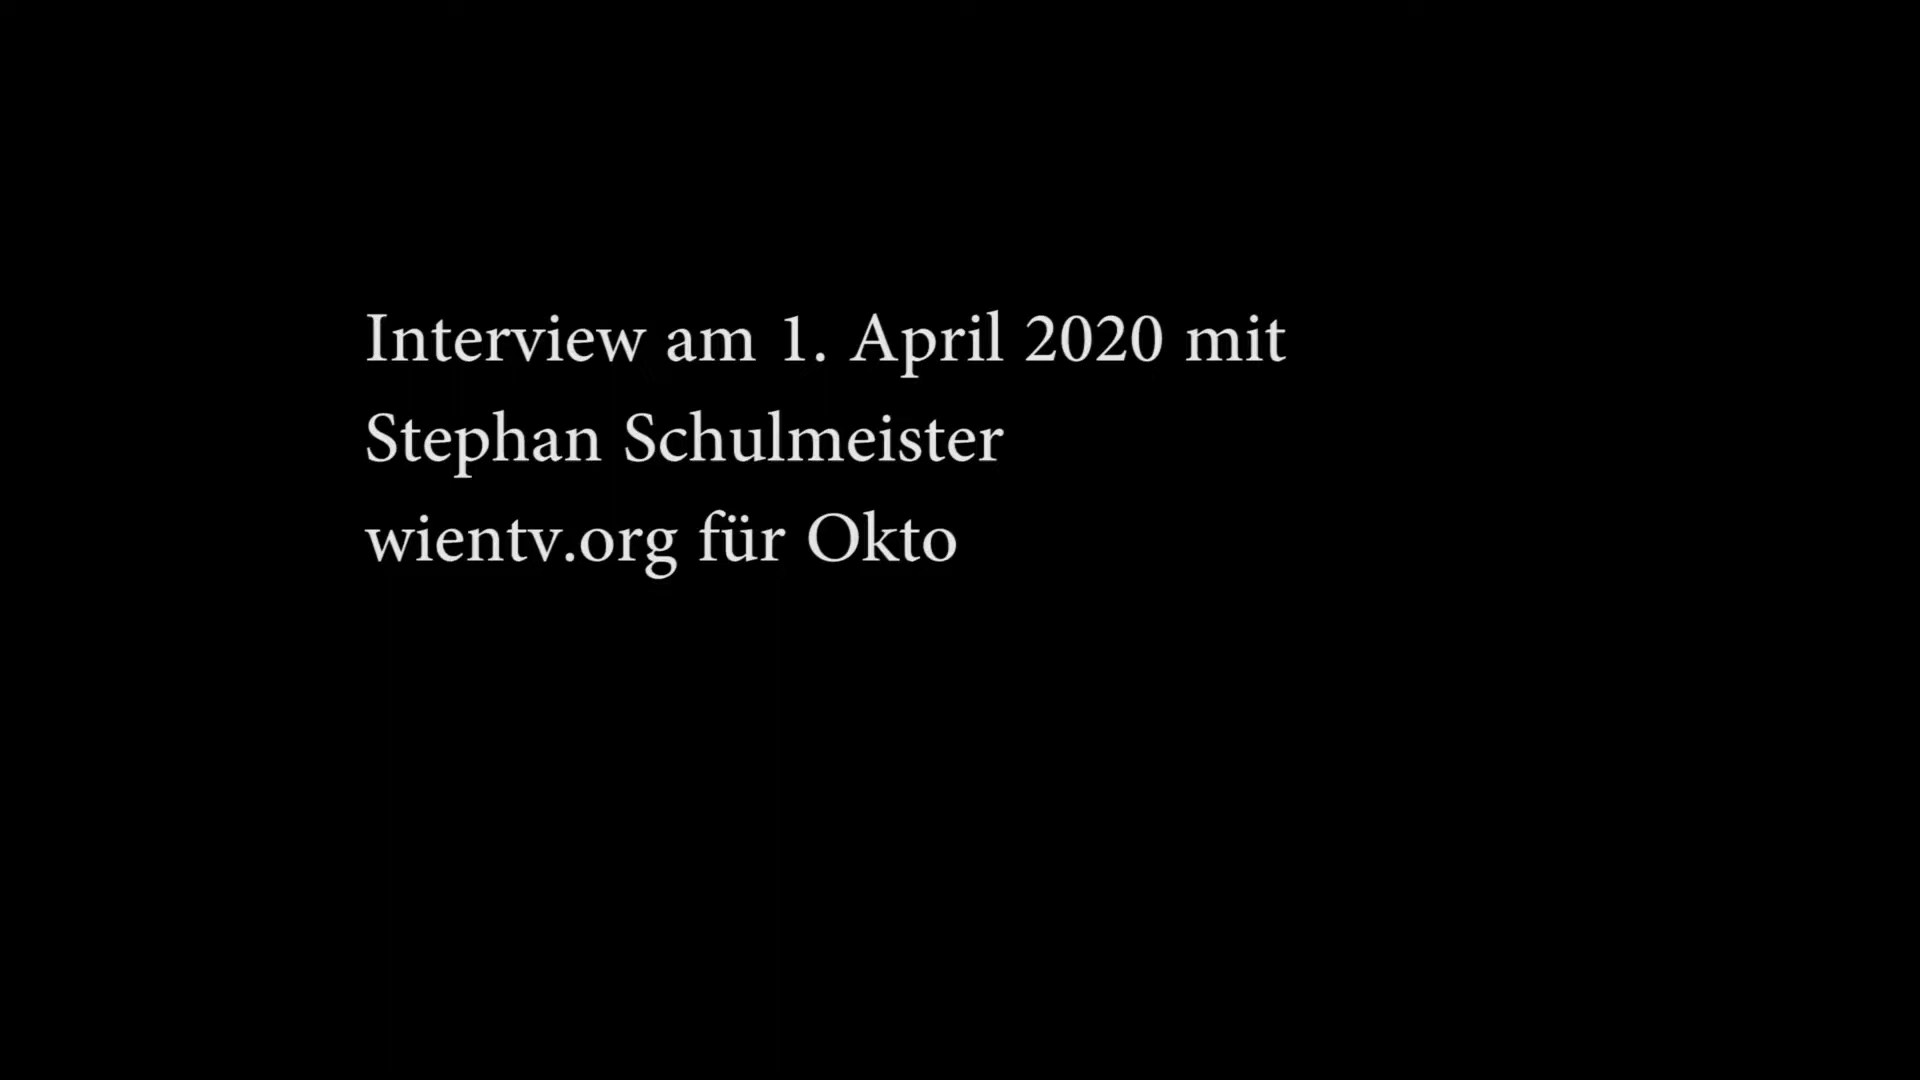 Interview am 1. April 2020 mit
Stephan Schulmeister
wientv.org für Okto